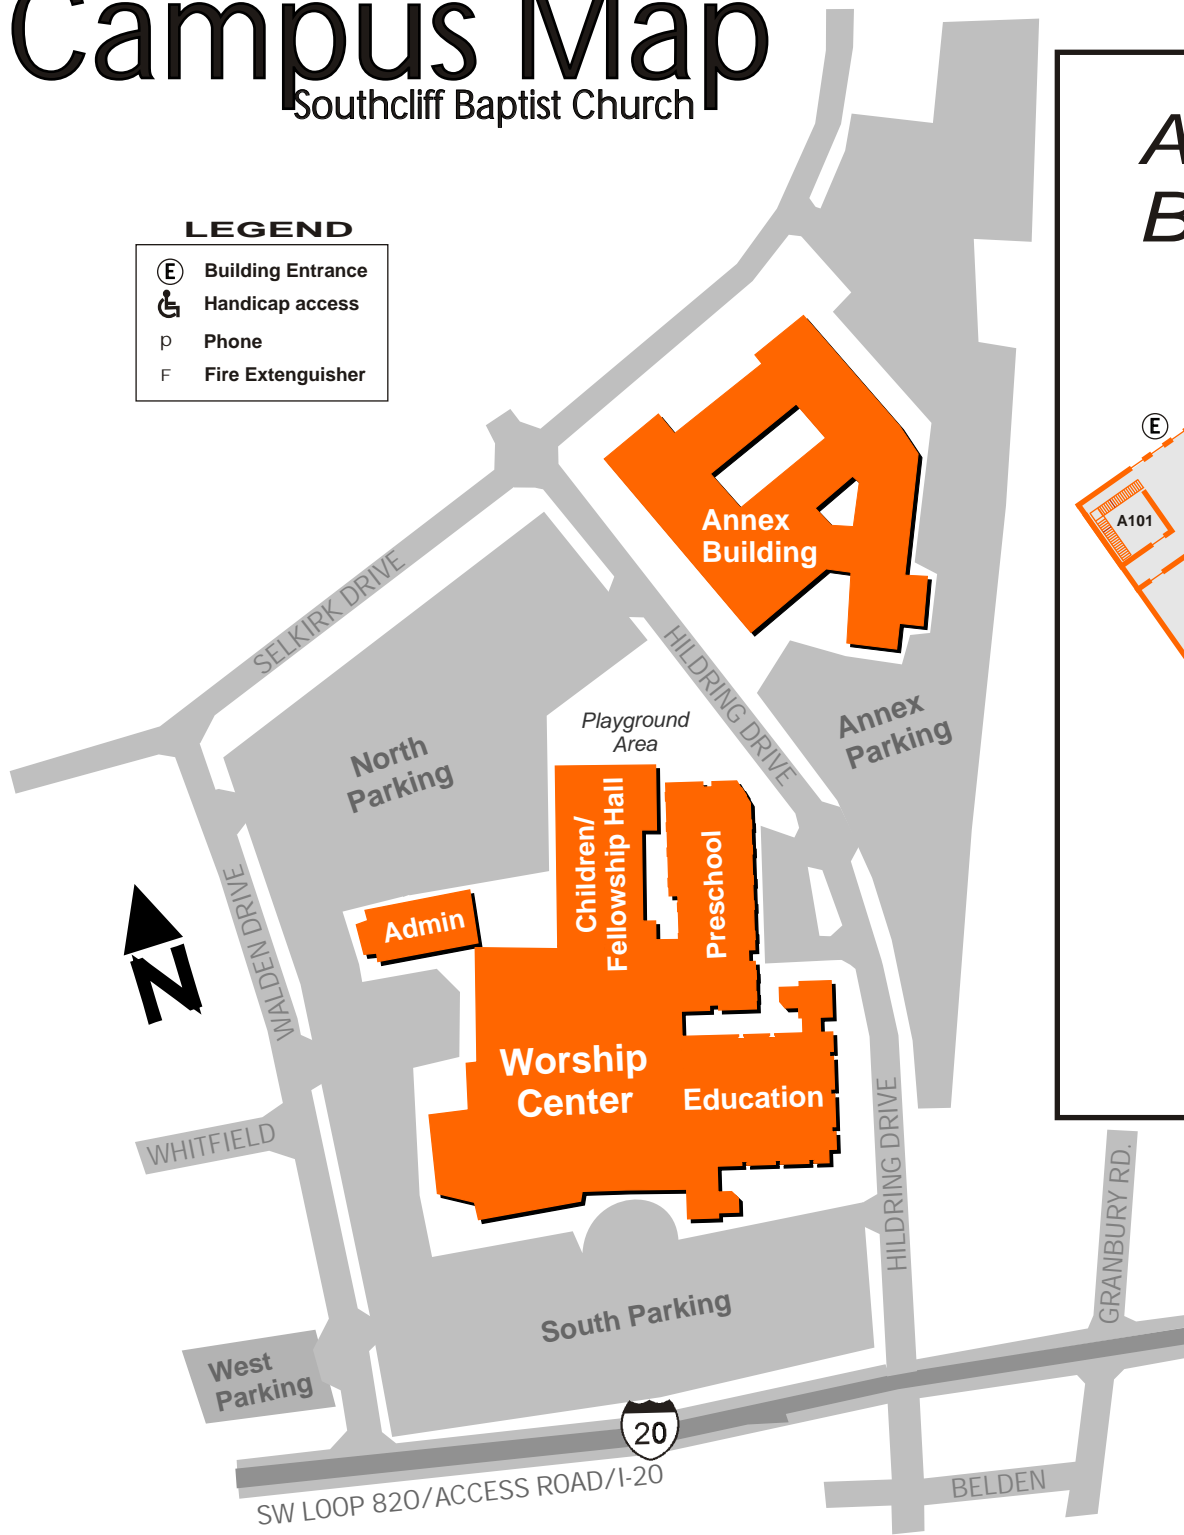 Campus Map
Southcliff Baptist Church
LEGEND
E Building Entrance
Handicap access
p Phone
F Fire Extenguisher
A
B
E
A101
Annex
Building
SELKIRK DRIVE
HILDRING DRIVE
Playground
Area
Annex
Parking
North
Parking
Children/
Fellowship Hall
Preschool
Admin
WALDEN DRIVE
N
Worship
Center
Education
HILDRING DRIVE
WHITFIELD
GRANBURY RD.
South Parking
West
Parking
20
SW LOOP 820/ACCESS ROAD/I-20
BELDEN